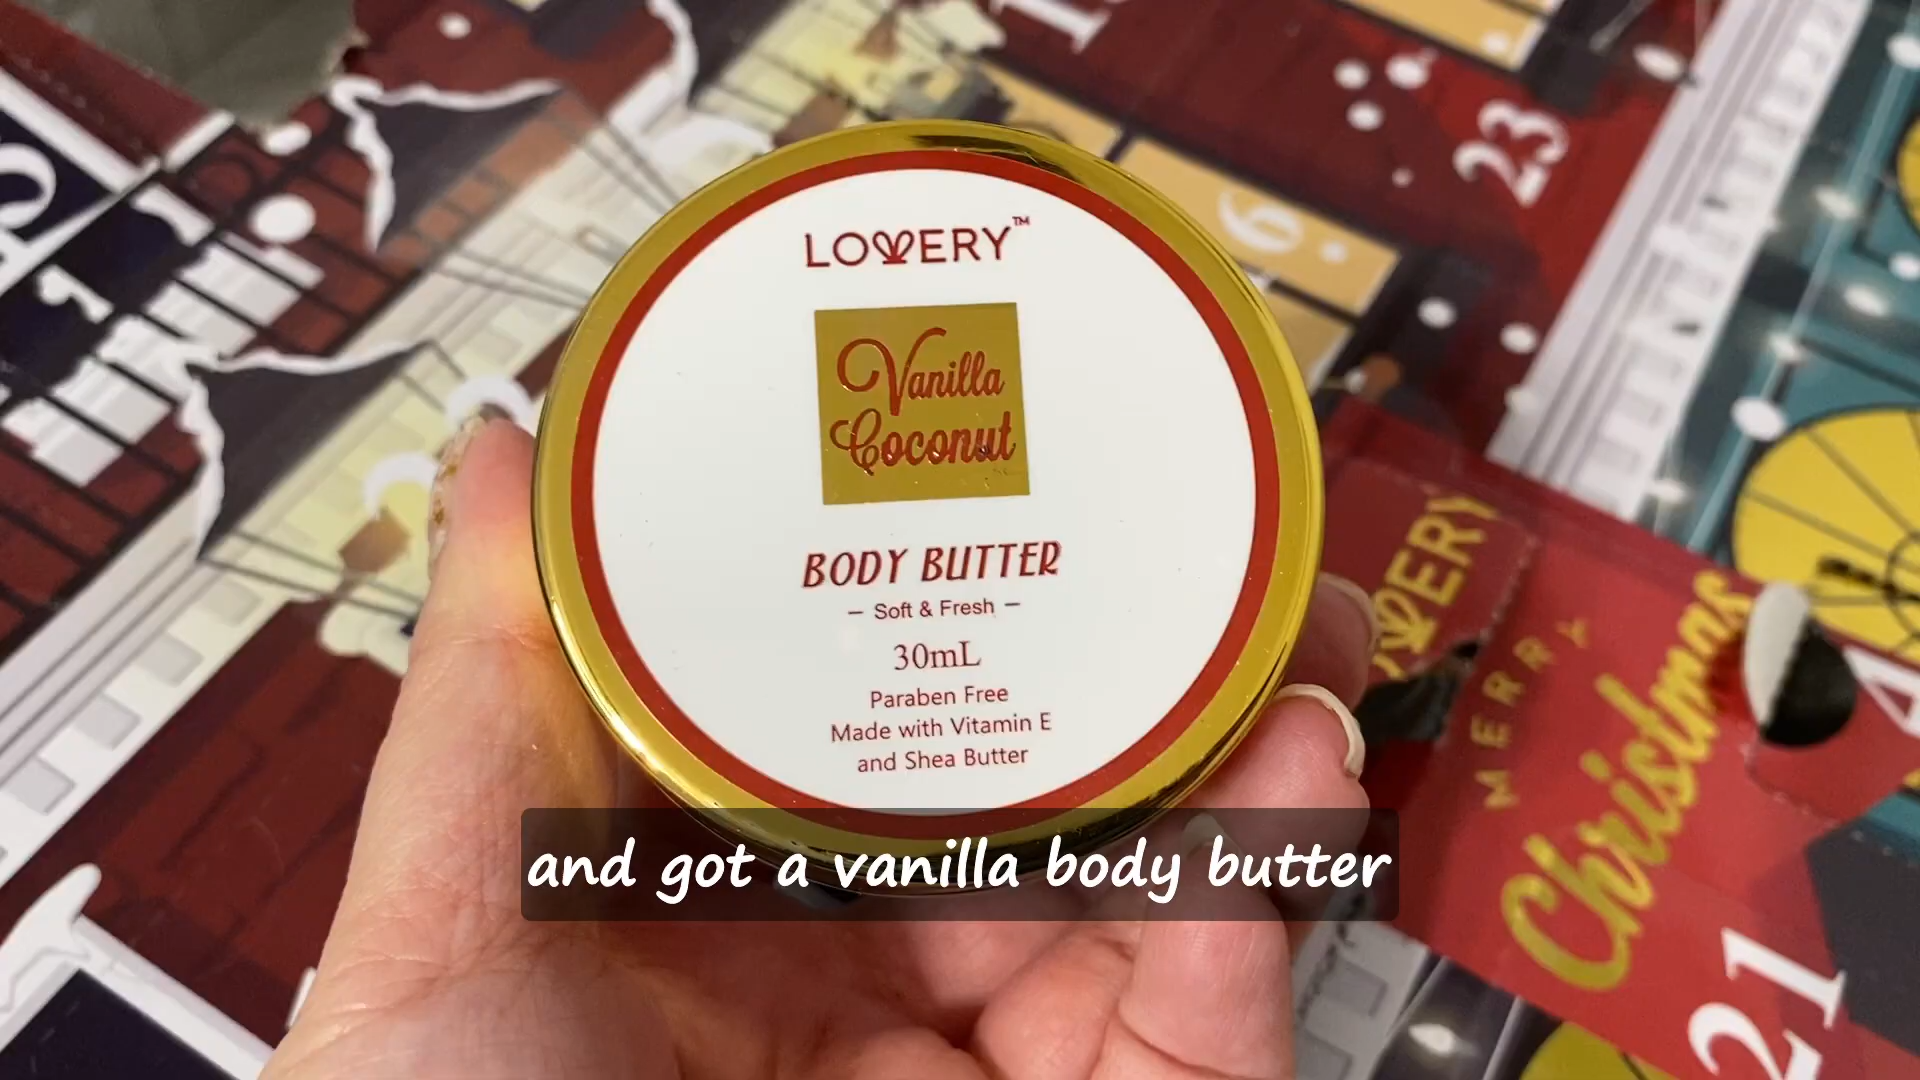 LOVERY™
Vanilla
Coconut
BODY BUTTER
– Soft & Fresh –
30mL
Paraben Free
Made with Vitamin E
and Shea Butter
and got a vanilla body butter
23
6
MERRY
Christmas
21